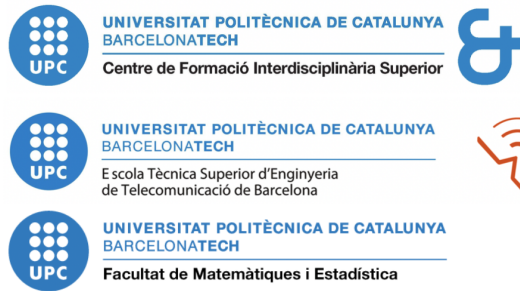 UPC
UNIVERSITAT POLITÈCNICA DE CATALUNYA
BARCELONATECH
Centre de Formació Interdisciplinària Superior
&
UPC
UNIVERSITAT POLITÈCNICA DE CATALUNYA
BARCELONATECH
Escola Tècnica Superior d'Enginyeria
de Telecomunicació de Barcelona
UPC
UNIVERSITAT POLITÈCNICA DE CATALUNYA
BARCELONATECH
Facultat de Matemàtiques i Estadística